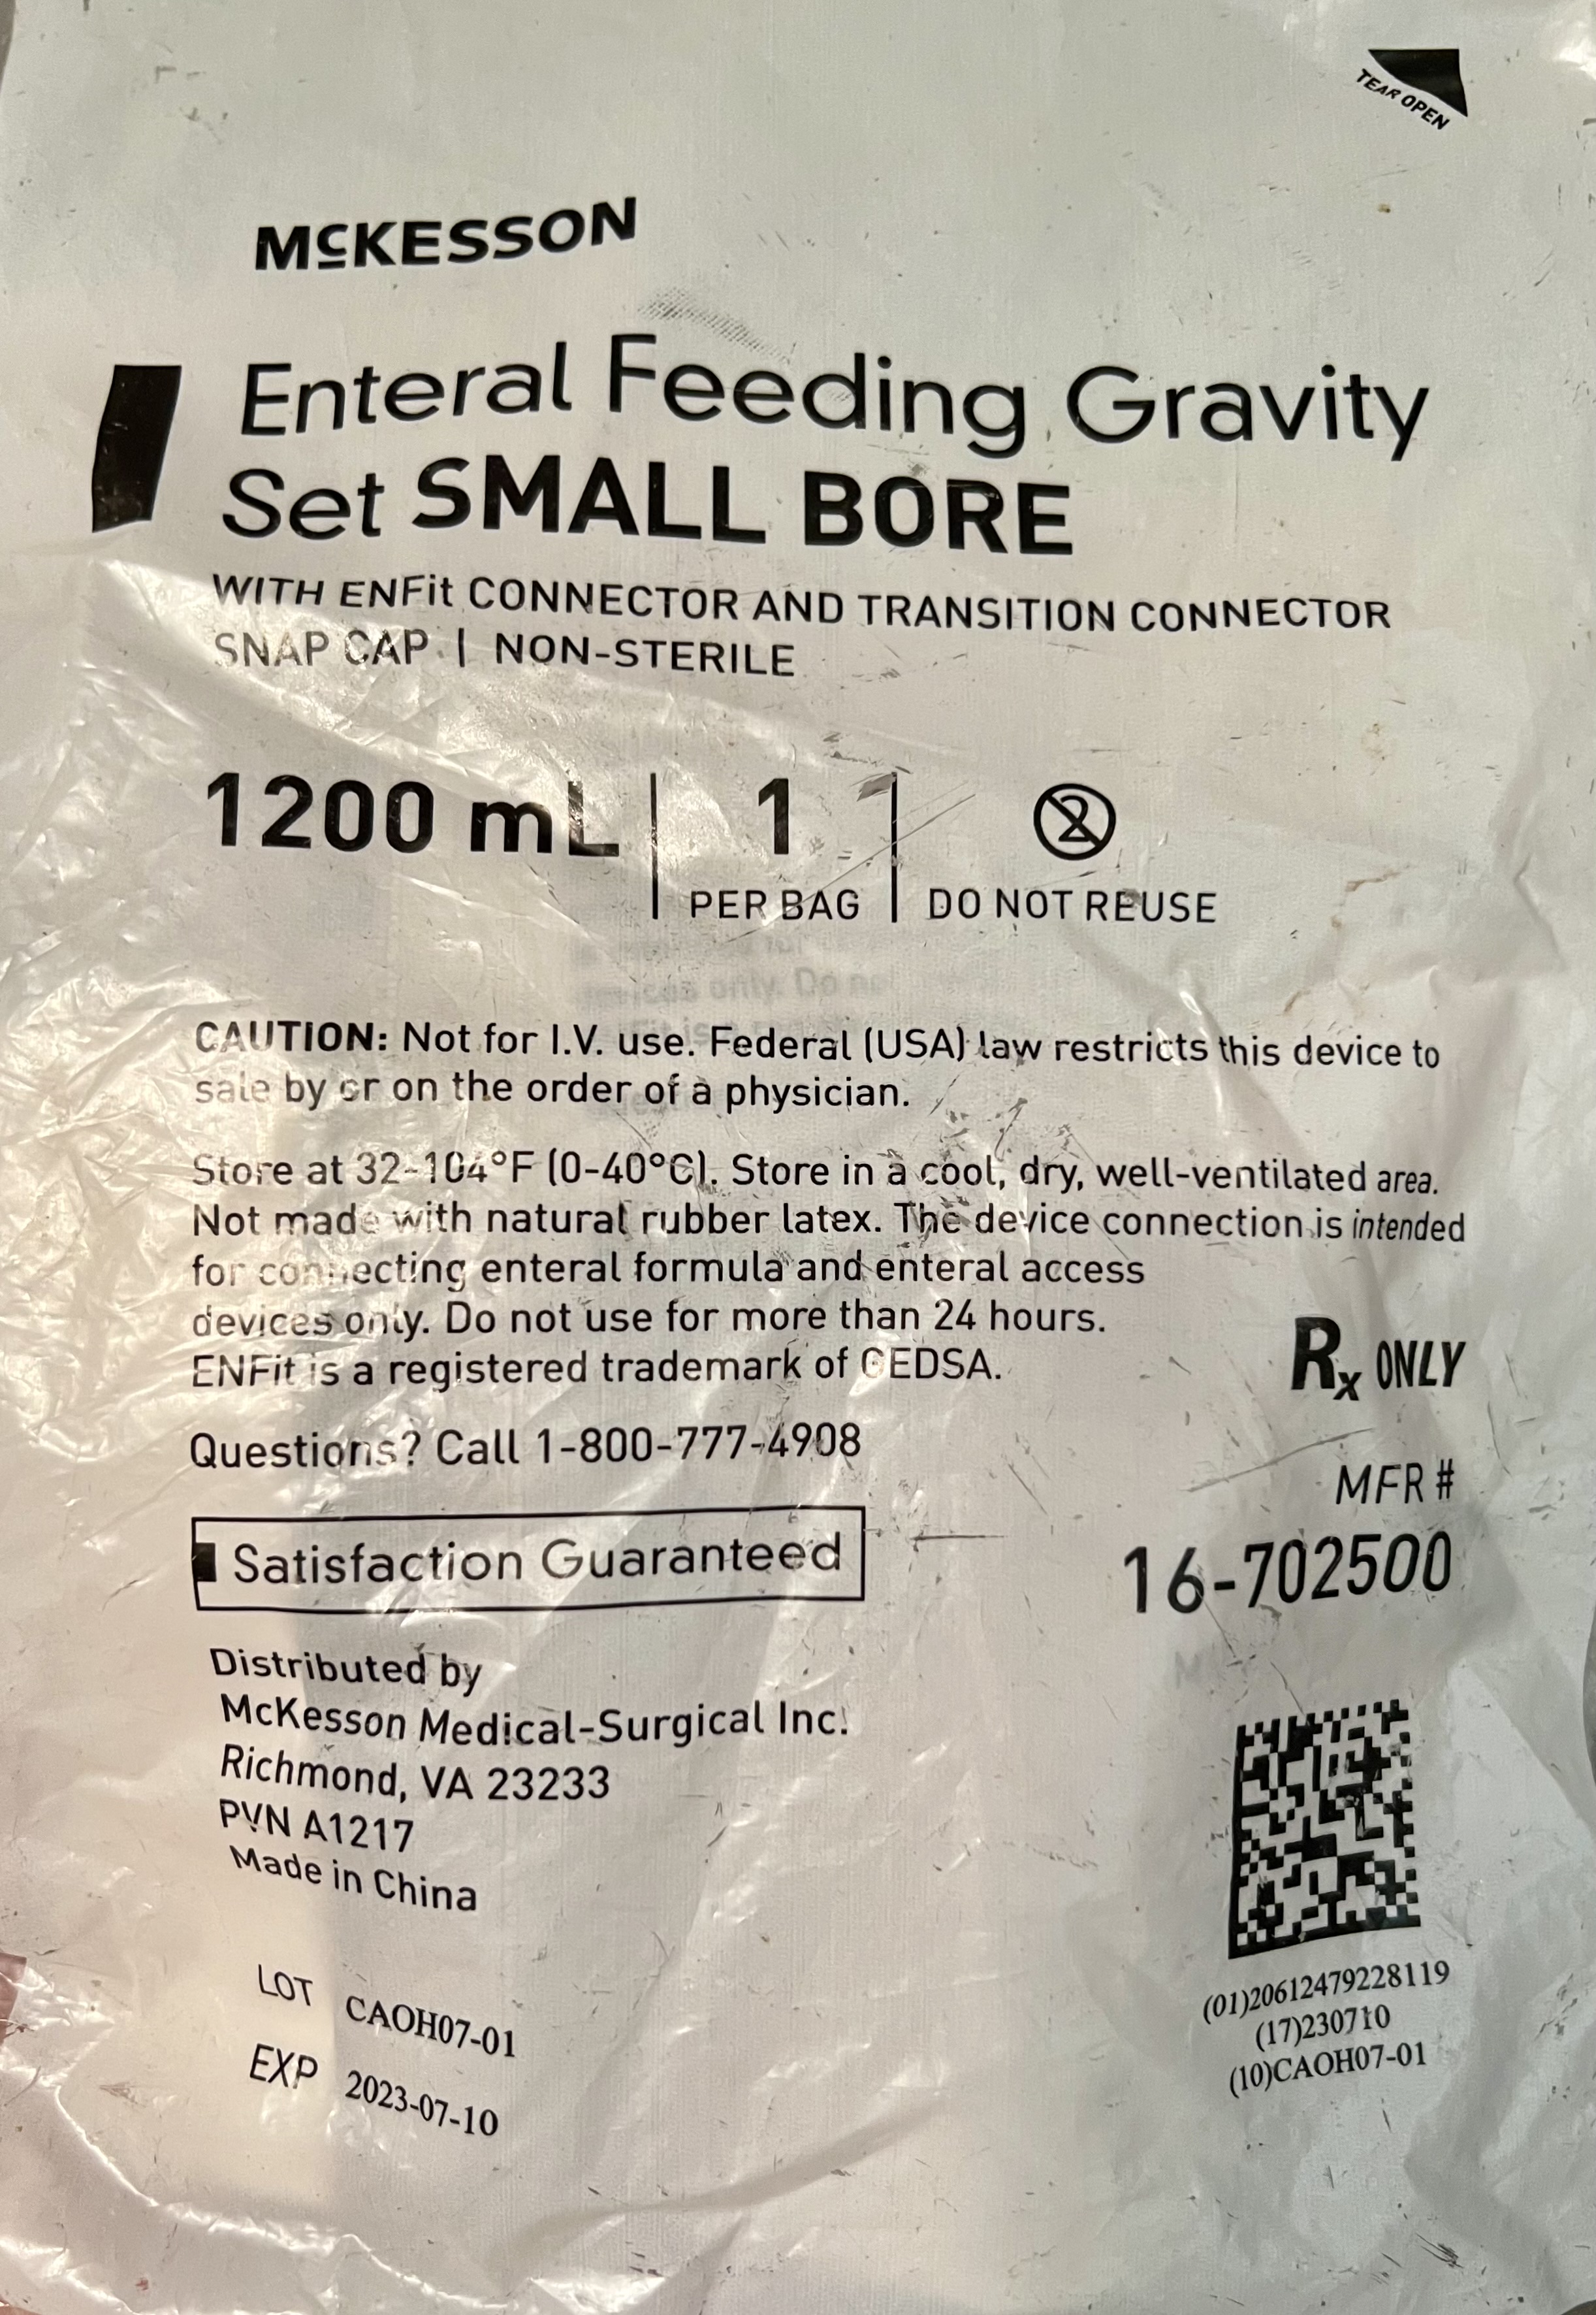 TEAR OPEN
McKESSON
Enteral Feeding Gravity
Set SMALL BORE
WITH ENFit CONNECTOR AND TRANSITION CONNECTOR
SNAP CAP | NON-STERILE
1200 mL
1
PER BAG
2
DO NOT REUSE
CAUTION: Not for I.V. use. Federal (USA) law restricts this device to
sale by or on the order of a physician.
Store at 32-104°F (0-40°C). Store in a cool, dry, well-ventilated area.
Not made with natural rubber latex. The device connection is intended
for connecting enteral formula and enteral access
devices only. Do not use for more than 24 hours.
ENFit is a registered trademark of GEDSA.
Rx ONLY
Questions? Call 1-800-777-4908
MFR #
16-702500
Satisfaction Guaranteed
Distributed by
McKesson Medical-Surgical Inc.
Richmond, VA 23233
PVN A1217
Made in China
LOT CAOH07-01
EXP 2023-07-10
(01)20612479228119
(17)230710
(10)CAOH07-01